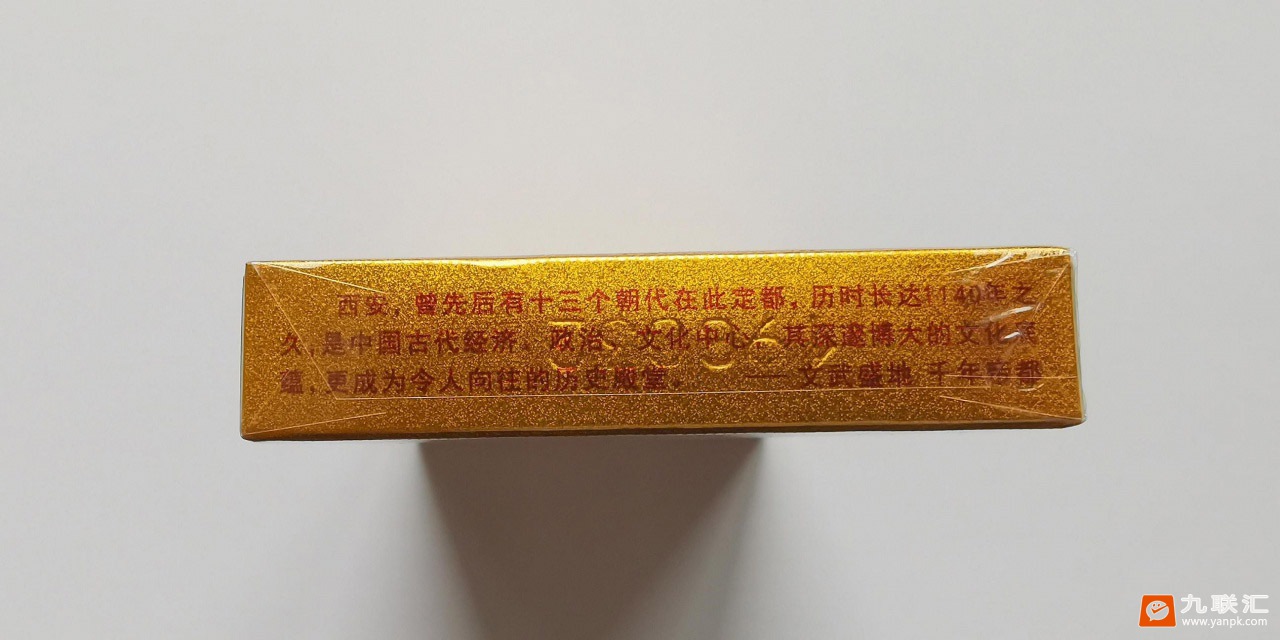 西安，曾先后有十三个朝代在此定都，历时长达1140年之
久，是中国古代经济、政治、文化中心。其深邃博大的文化底
蕴，更成为令人向往的历史殿堂。 —— 文武盛地 千年帝都
九联汇
www.yanpk.com